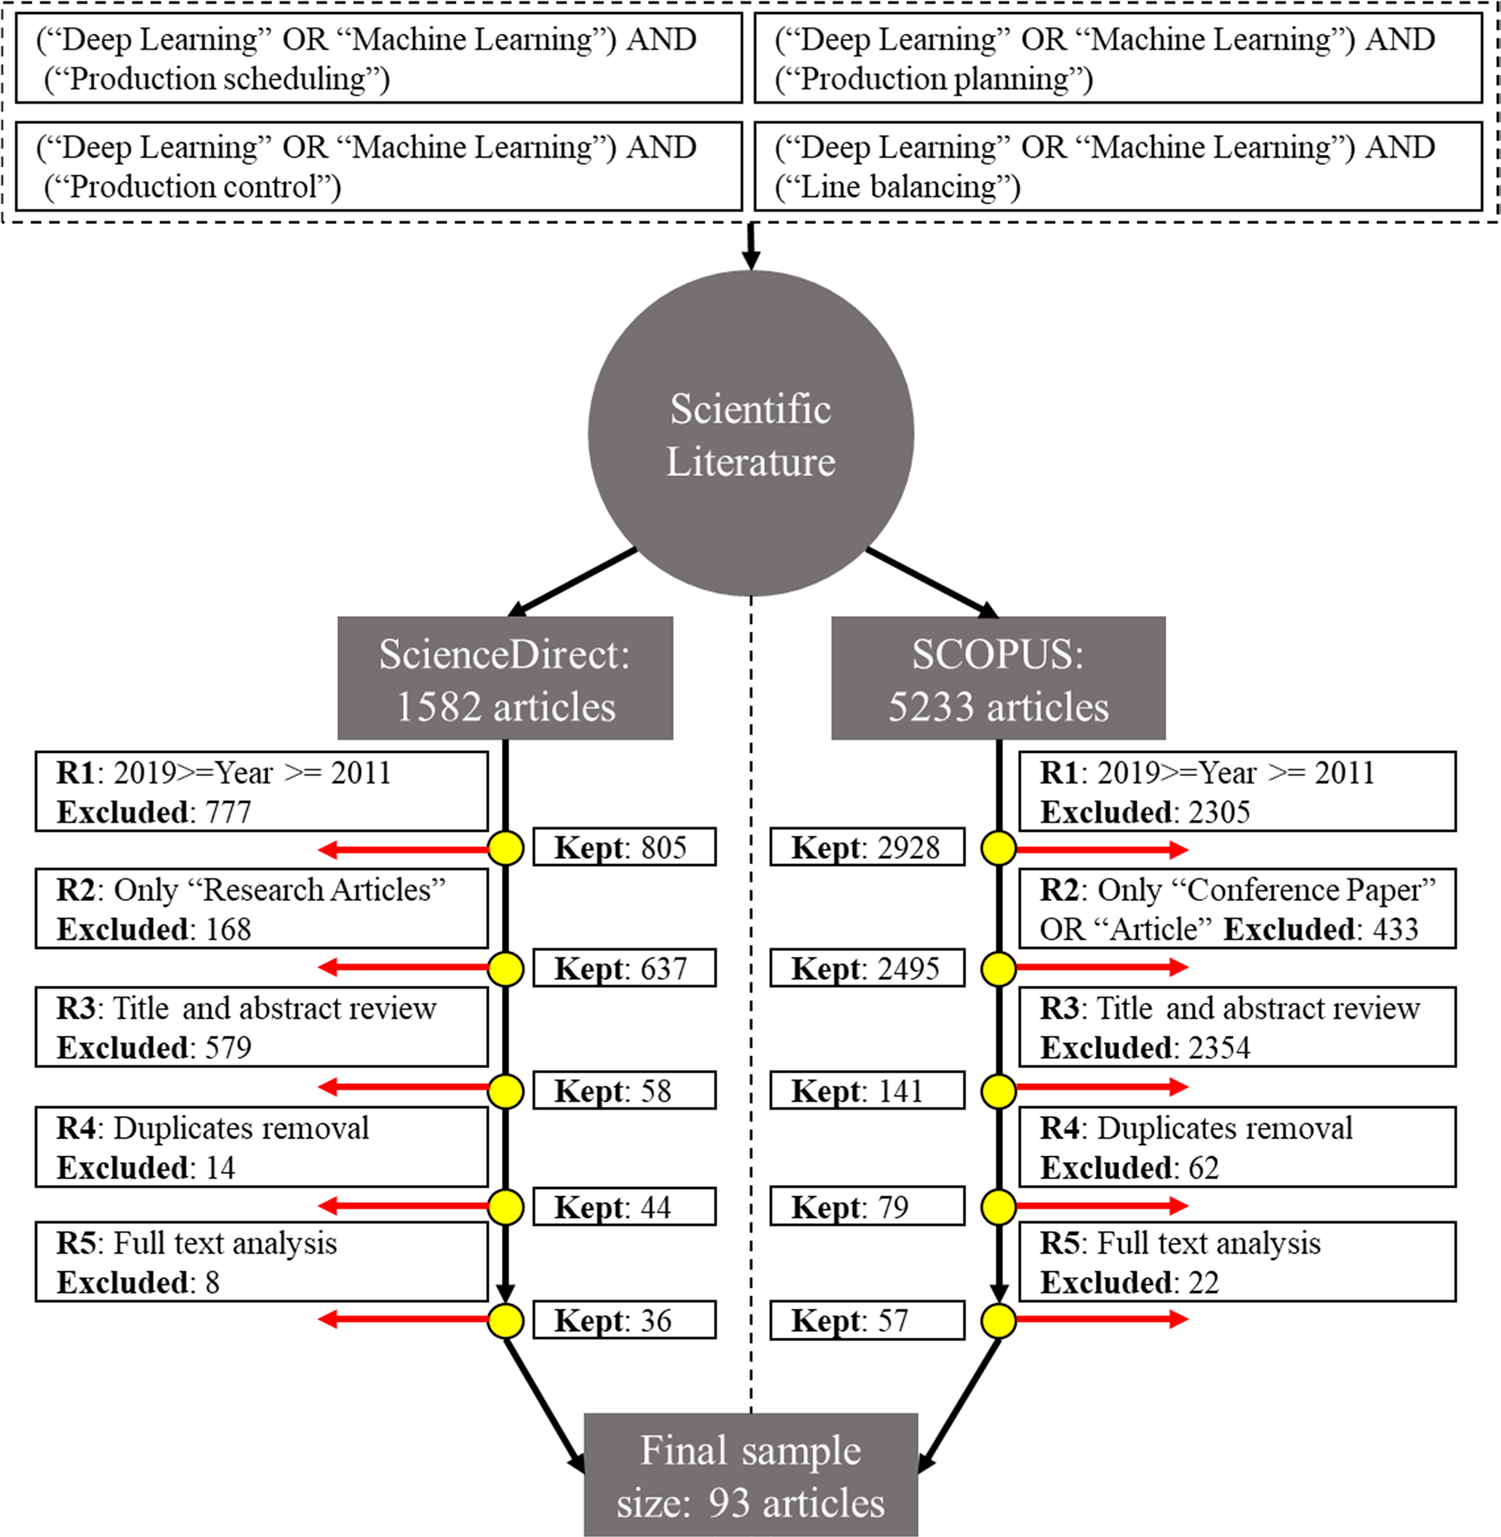 (“Deep Learning” OR “Machine Learning”) AND
(“Production scheduling”)
(“Deep Learning” OR “Machine Learning”) AND
(“Production planning”)
(“Deep Learning” OR “Machine Learning”) AND
(“Production control”)
(“Deep Learning” OR “Machine Learning”) AND
(“Line balancing”)
Scientific
Literature
ScienceDirect:
1582 articles
SCOPUS:
5233 articles
R1: 2019>=Year >= 2011
Excluded: 777
Kept: 805
R2: Only “Research Articles”
Excluded: 168
Kept: 637
R3: Title and abstract review
Excluded: 579
Kept: 58
R4: Duplicates removal
Excluded: 14
Kept: 44
R5: Full text analysis
Excluded: 8
Kept: 36
R1: 2019>=Year >= 2011
Excluded: 2305
Kept: 2928
R2: Only “Conference Paper”
OR “Article” Excluded: 433
Kept: 2495
R3: Title and abstract review
Excluded: 2354
Kept: 141
R4: Duplicates removal
Excluded: 62
Kept: 79
R5: Full text analysis
Excluded: 22
Kept: 57
Final sample
size: 93 articles